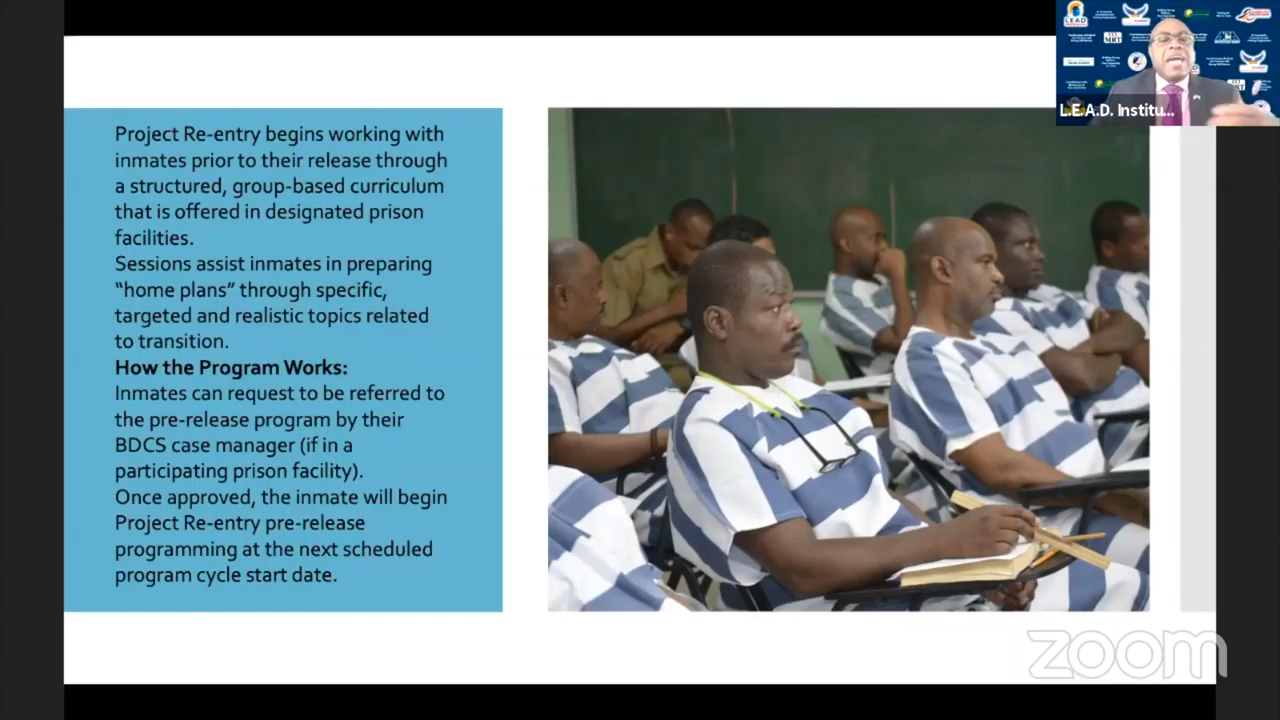 Project Re-entry begins working with
inmates prior to their release through
a structured, group-based curriculum
that is offered in designated prison
facilities.
Sessions assist inmates in preparing
“home plans” through specific,
targeted and realistic topics related
to transition.
How the Program Works:
Inmates can request to be referred to
the pre-release program by their
BDCS case manager (if in a
participating prison facility).
Once approved, the inmate will begin
Project Re-entry pre-release
programming at the next scheduled
program cycle start date.
LEAD
L.E.A.D. Institu...
zoom